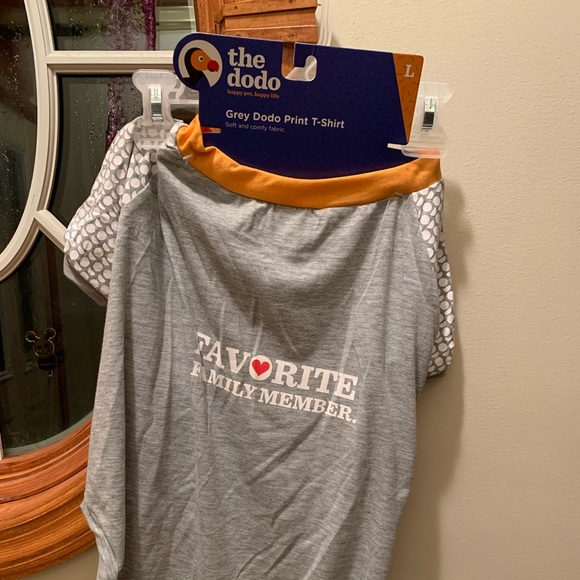 the
dodo
happy pet, happy life
L
Grey Dodo Print T-Shirt
Soft and comfy fabric
FAVORITE
FAMILY MEMBER.